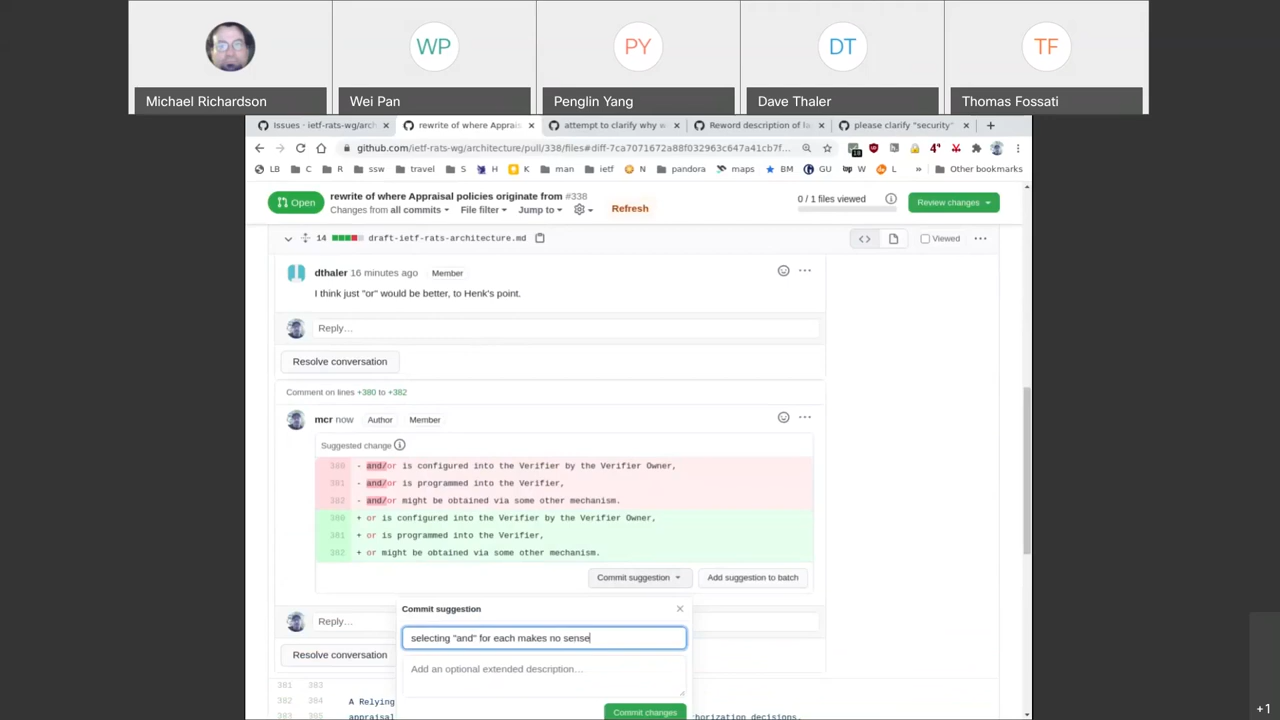 WP
PY
DT
TF
Michael Richardson
Wei Pan
Penglin Yang
Dave Thaler
Thomas Fossati
Issues · ietf-rats-wg/arch
rewrite of where Apprais
attempt to clarify why w
Reword description of la
please clarify "security"
github.com/ietf-rats-wg/architecture/pull/338/files#diff-7ca7071672a88f032963c647a41cb7f...
19
LB
C
R
ssw
travel
S
H
K
man
ietf
N
pandora
maps
BM
GU
W
L
»
Other bookmarks
Open
rewrite of where Appraisal policies originate from #338
Changes from all commits
File filter
Jump to
Refresh
0 / 1 files viewed
Review changes
14
draft-ietf-rats-architecture.md
Viewed
dthaler 16 minutes ago
Member
I think just "or" would be better, to Henk's point.
Reply…
Resolve conversation
Comment on lines +380 to +382
mcr now
Author
Member
Suggested change
380 - and/or is configured into the Verifier by the Verifier Owner,
381 - and/or is programmed into the Verifier,
382 - and/or might be obtained via some other mechanism.
380 + or is configured into the Verifier by the Verifier Owner,
381 + or is programmed into the Verifier,
382 + or might be obtained via some other mechanism.
Commit suggestion
Add suggestion to batch
Commit suggestion
selecting "and" for each makes no sense
Reply…
Add an optional extended description…
Resolve conversation
381 383
382 384 A Relying
383 385 appraisal
horization decisions.
Commit changes
+1